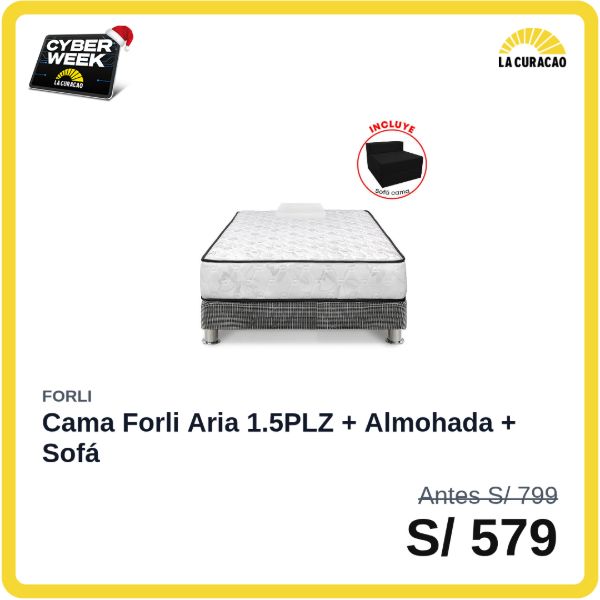 CYBER
WEEK
LA CURACAO
LA CURACAO
INCLUYE
Sofá cama
FORLI
Cama Forli Aria 1.5PLZ + Almohada +
Sofá
Antes S/ 799
S/ 579